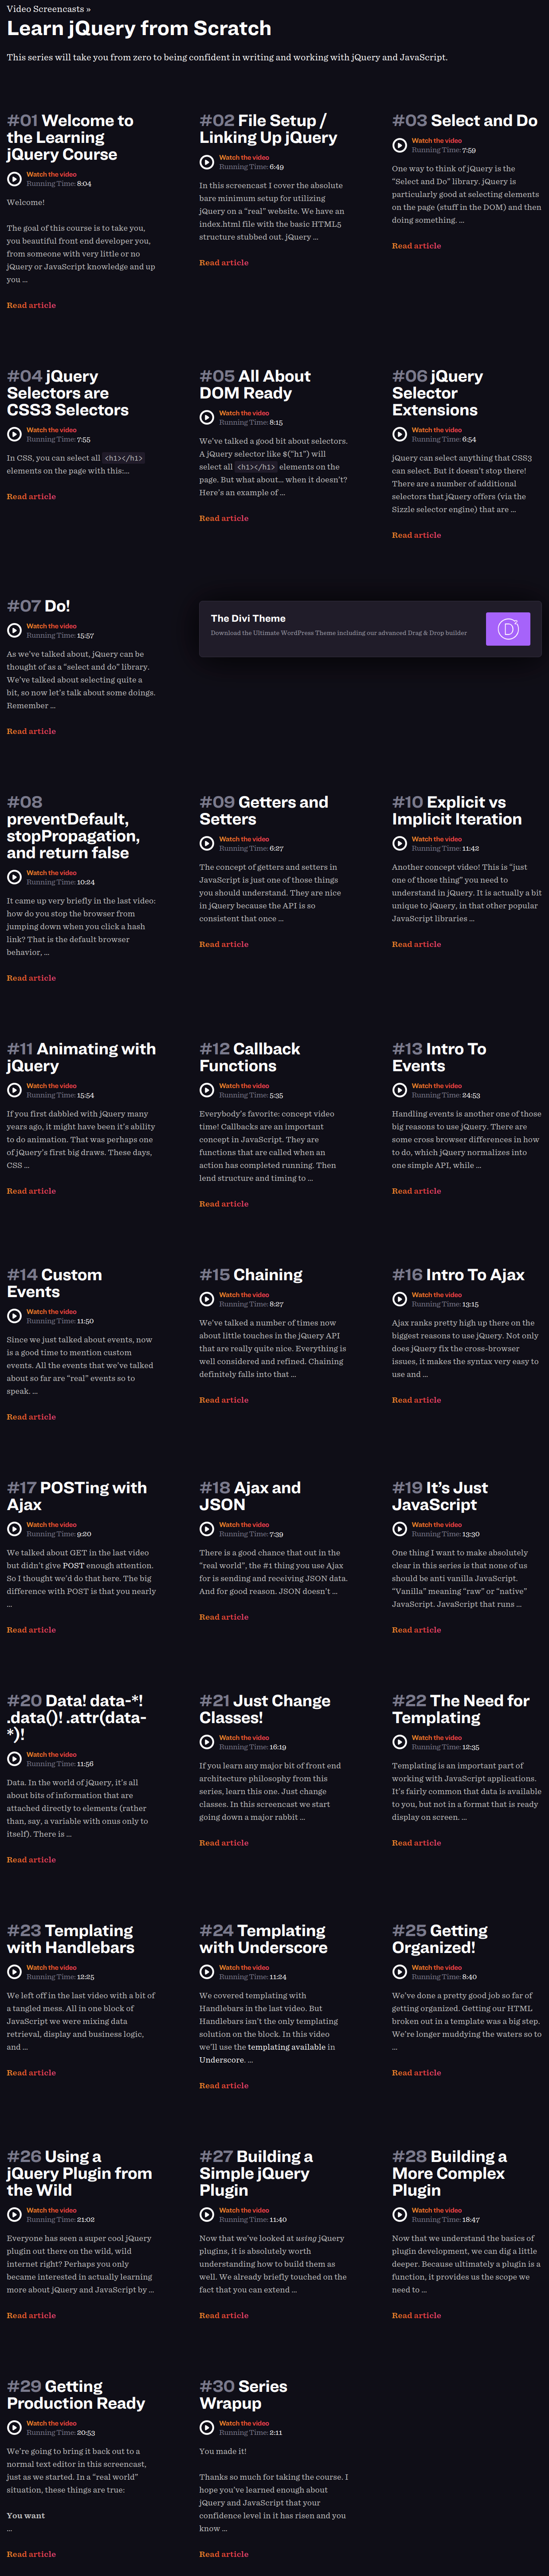 Video Screencasts »
Learn jQuery from Scratch
This series will take you from zero to being confident in writing and working with jQuery and JavaScript.
#01 Welcome to
the Learning
jQuery Course
Watch the video
Running Time: 8:04
Welcome!
The goal of this course is to take you,
you beautiful front end developer you,
from someone with very little or no
jQuery or JavaScript knowledge and up
you ...
Read article
#02 File Setup /
Linking Up jQuery
Watch the video
Running Time: 6:49
In this screencast I cover the absolute
bare minimum setup for utilizing
jQuery on a “real” website. We have an
index.html file with the basic HTML5
structure stubbed out. jQuery ...
Read article
#03 Select and Do
Watch the video
Running Time: 7:59
One way to think of jQuery is the
“Select and Do” library. jQuery is
particularly good at selecting elements
on the page (stuff in the DOM) and then
doing something. ...
Read article
#04 jQuery
Selectors are
CSS3 Selectors
Watch the video
Running Time: 7:55
In CSS, you can select all <h1></h1>
elements on the page with this:...
Read article
#05 All About
DOM Ready
Watch the video
Running Time: 8:15
We’ve talked a good bit about selectors.
A jQuery selector like $("h1") will
select all <h1></h1> elements on the
page. But what about... when it doesn’t?
Here’s an example of ...
Read article
#06 jQuery
Selector
Extensions
Watch the video
Running Time: 6:54
jQuery can select anything that CSS3
can select. But it doesn’t stop there!
There are a number of additional
selectors that jQuery offers (via the
Sizzle selector engine) that are ...
Read article
#07 Do!
Watch the video
Running Time: 15:57
As we’ve talked about, jQuery can be
thought of as a “select and do” library.
We’ve talked about selecting quite a
bit, so now let’s talk about some doings.
Remember ...
Read article
The Divi Theme
Download the Ultimate WordPress Theme including our advanced Drag & Drop builder
D
#08
preventDefault,
stopPropagation,
and return false
Watch the video
Running Time: 10:24
It came up very briefly in the last video:
how do you stop the browser from
jumping down when you click a hash
link? That is the default browser
behavior, ...
Read article
#09 Getters and
Setters
Watch the video
Running Time: 6:27
The concept of getters and setters in
JavaScript is just one of those things
you should understand. They are nice
in jQuery because the API is so
consistent that once ...
Read article
#10 Explicit vs
Implicit Iteration
Watch the video
Running Time: 11:42
Another concept video! This is “just
one of those thing” you need to
understand in jQuery. It is actually a bit
unique to jQuery, in that other popular
JavaScript libraries ...
Read article
#11 Animating with
jQuery
Watch the video
Running Time: 15:54
If you first dabbled with jQuery many
years ago, it might have been it’s ability
to do animation. That was perhaps one
of jQuery’s first big draws. These days,
CSS ...
Read article
#12 Callback
Functions
Watch the video
Running Time: 5:35
Everybody’s favorite: concept video
time! Callbacks are an important
concept in JavaScript. They are
functions that are called when an
action has completed running. Then
lend structure and timing to ...
Read article
#13 Intro To
Events
Watch the video
Running Time: 24:53
Handling events is another one of those
big reasons to use jQuery. There are
some cross browser differences in how
to do, which jQuery normalizes into
one simple API, while ...
Read article
#14 Custom
Events
Watch the video
Running Time: 11:50
Since we just talked about events, now
is a good time to mention custom
events. All the events that we’ve talked
about so far are “real” events so to
speak. ...
Read article
#15 Chaining
Watch the video
Running Time: 8:27
We’ve talked a number of times now
about little touches in the jQuery API
that are really quite nice. Everything is
well considered and refined. Chaining
definitely falls into that ...
Read article
#16 Intro To Ajax
Watch the video
Running Time: 13:15
Ajax ranks pretty high up there on the
biggest reasons to use jQuery. Not only
does jQuery fix the cross-browser
issues, it makes the syntax very easy to
use and ...
Read article
#17 POSTing with
Ajax
Watch the video
Running Time: 9:20
We talked about GET in the last video
but didn’t give POST enough attention.
So I thought we’d do that here. The big
difference with POST is that you nearly
...
Read article
#18 Ajax and
JSON
Watch the video
Running Time: 7:39
There is a good chance that out in the
“real world”, the #1 thing you use Ajax
for is sending and receiving JSON data.
And for good reason. JSON doesn’t ...
Read article
#19 It’s Just
JavaScript
Watch the video
Running Time: 13:30
One thing I want to make absolutely
clear in this series is that none of us
should be anti vanilla JavaScript.
“Vanilla” meaning “raw” or “native”
JavaScript. JavaScript that runs ...
Read article
#20 Data! data-*!
.data()! .attr(data-
*)!
Watch the video
Running Time: 11:56
Data. In the world of jQuery, it’s all
about bits of information that are
attached directly to elements (rather
than, say, a variable with onus only to
itself). There is ...
Read article
#21 Just Change
Classes!
Watch the video
Running Time: 16:19
If you learn any major bit of front end
architecture philosophy from this
series, learn this one. Just change
classes. In this screencast we start
going down a major rabbit ...
Read article
#22 The Need for
Templating
Watch the video
Running Time: 12:35
Templating is an important part of
working with JavaScript applications.
It’s fairly common that data is available
to you, but not in a format that is ready
display on screen. ...
Read article
#23 Templating
with Handlebars
Watch the video
Running Time: 12:25
We left off in the last video with a bit of
a tangled mess. All in one block of
JavaScript we were mixing data
retrieval, display and business logic,
and ...
Read article
#24 Templating
with Underscore
Watch the video
Running Time: 11:24
We covered templating with
Handlebars in the last video. But
Handlebars isn’t the only templating
solution on the block. In this video
we’ll use the templating available in
Underscore. ...
Read article
#25 Getting
Organized!
Watch the video
Running Time: 8:40
We’ve done a pretty good job so far of
getting organized. Getting our HTML
broken out in a template was a big step.
We’re longer muddying the waters so to
...
Read article
#26 Using a
jQuery Plugin from
the Wild
Watch the video
Running Time: 21:02
Everyone has seen a super cool jQuery
plugin out there on the wild, wild
internet right? Perhaps you only
became interested in actually learning
more about jQuery and JavaScript by ...
Read article
#27 Building a
Simple jQuery
Plugin
Watch the video
Running Time: 11:40
Now that we’ve looked at using jQuery
plugins, it is absolutely worth
understanding how to build them as
well. We already briefly touched on the
fact that you can extend ...
Read article
#28 Building a
More Complex
Plugin
Watch the video
Running Time: 18:47
Now that we understand the basics of
plugin development, we can dig a little
deeper. Because ultimately a plugin is a
function, it provides us the scope we
need to ...
Read article
#29 Getting
Production Ready
Watch the video
Running Time: 20:53
We’re going to bring it back out to a
normal text editor in this screencast,
just as we started. In a “real world”
situation, these things are true:
You want
...
Read article
#30 Series
Wrapup
Watch the video
Running Time: 2:11
You made it!
Thanks so much for taking the course. I
hope you’ve learned enough about
jQuery and JavaScript that your
confidence level in it has risen and you
know ...
Read article